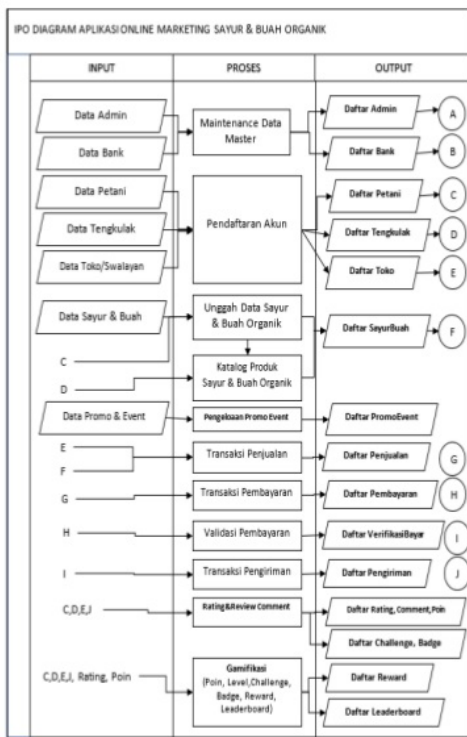 IPO DIAGRAM APLIKASI ONLINE MARKETING SAYUR & BUAH ORGANIK
INPUT
PROSES
OUTPUT
Data Admin
Data Bank
Maintenance Data
Master
Daftar Admin
A
Daftar Bank
B
Data Petani
Data Tengkulak
Data Toko/Swalayan
Pendaftaran Akun
Daftar Petani
C
Daftar Tengkulak
D
Daftar Toko
E
Data Sayur & Buah
C
D
Unggah Data Sayur
& Buah Organik
Katalog Produk
Sayur & Buah Organik
Daftar SayurBuah
F
Data Promo & Event
Pengeloaan Promo Event
Daftar PromoEvent
E
F
Transaksi Penjualan
Daftar Penjualan
G
G
Transaksi Pembayaran
Daftar Pembayaran
H
H
Validasi Pembayaran
Daftar VerifikasiBayar
I
I
Transaksi Pengiriman
Daftar Pengiriman
J
C,D,E,J
Rating&Review Comment
Daftar Rating, Comment,Poin
Daftar Challenge, Badge
C,D,E,J, Rating, Poin
Gamifikasi
(Poin, Level,Challenge,
Badge, Reward,
Leaderboard)
Daftar Reward
Daftar Leaderboard